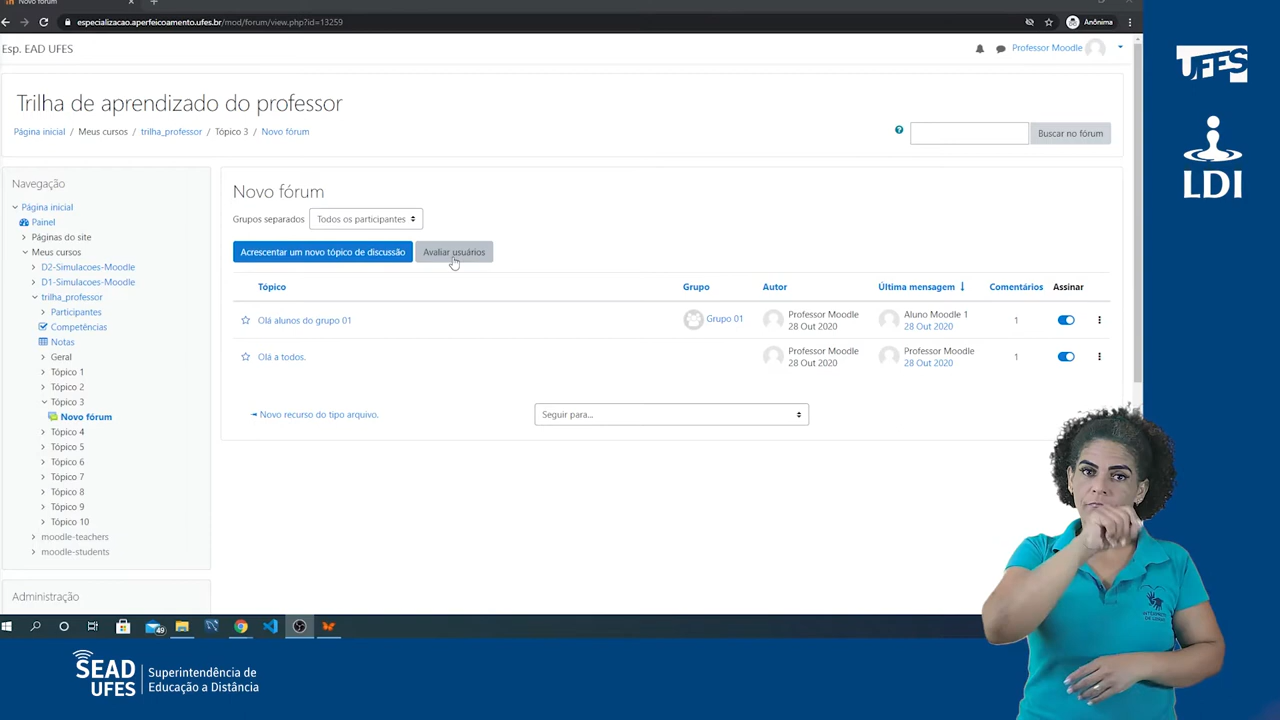 Novo fórum
especializacao.aperfeicoamento.ufes.br/mod/forum/view.php?id=13259
Anônima
Esp. EAD UFES
Professor Moodle
UFES
LDI
Trilha de aprendizado do professor
Página inicial / Meus cursos / trilha_professor / Tópico 3 / Novo fórum
Buscar no fórum
Navegação
Página inicial
Painel
Páginas do site
Meus cursos
D2-Simulacoes-Moodle
D1-Simulacoes-Moodle
trilha_professor
Participantes
Competências
Notas
Geral
Tópico 1
Tópico 2
Tópico 3
Novo fórum
Tópico 4
Tópico 5
Tópico 6
Tópico 7
Tópico 8
Tópico 9
Tópico 10
moodle-teachers
moodle-students
Administração
Novo fórum
Grupos separados Todos os participantes
Acrescentar um novo tópico de discussão Avaliar usuários
Tópico Grupo Autor Última mensagem ↓ Comentários Assinar
Olá alunos do grupo 01 Grupo 01 Professor Moodle Aluno Moodle 1 1
28 Out 2020 28 Out 2020
Olá a todos. Professor Moodle Professor Moodle 1
28 Out 2020 28 Out 2020
◄ Novo recurso do tipo arquivo. Seguir para...
49
SEAD UFES
Superintendência de
Educação a Distância